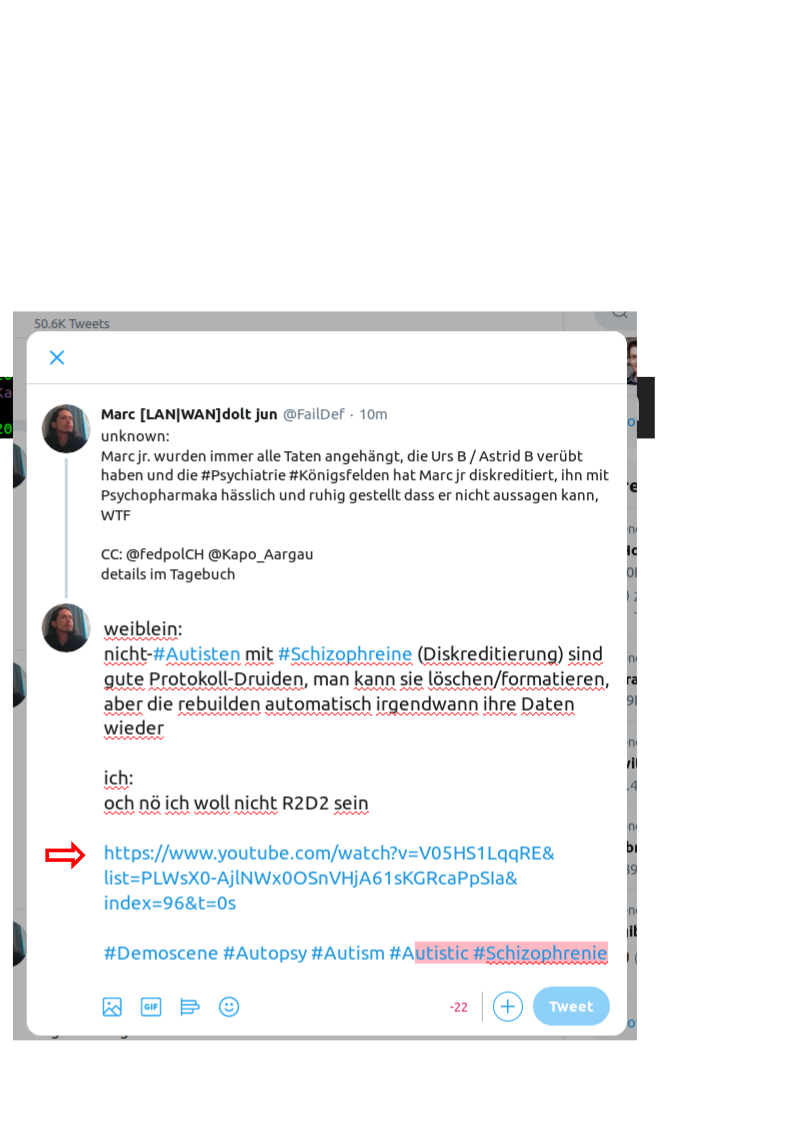 50.6K Tweets
Marc [LAN|WAN]dolt jun @FailDef · 10m
unknown:
Marc jr. wurden immer alle Taten angehängt, die Urs B / Astrid B verübt
haben und die #Psychiatrie #Königsfelden hat Marc jr diskreditiert, ihn mit
Psychopharmaka hässlich und ruhig gestellt dass er nicht aussagen kann,
WTF
CC: @fedpolCH @Kapo_Aargau
details im Tagebuch
weiblein:
nicht-#Autisten mit #Schizophreine (Diskreditierung) sind
gute Protokoll-Druiden, man kann sie löschen/formatieren,
aber die rebuilden automatisch irgendwann ihre Daten
wieder
ich:
och nö ich woll nicht R2D2 sein
https://www.youtube.com/watch?v=V05HS1LqqRE&
list=PLWsX0-AjlNWx0OSnVHjA61sKGRcaPpSIa&
index=96&t=0s
#Demoscene #Autopsy #Autism #Autistic #Schizophrenie
GIF
-22
Tweet